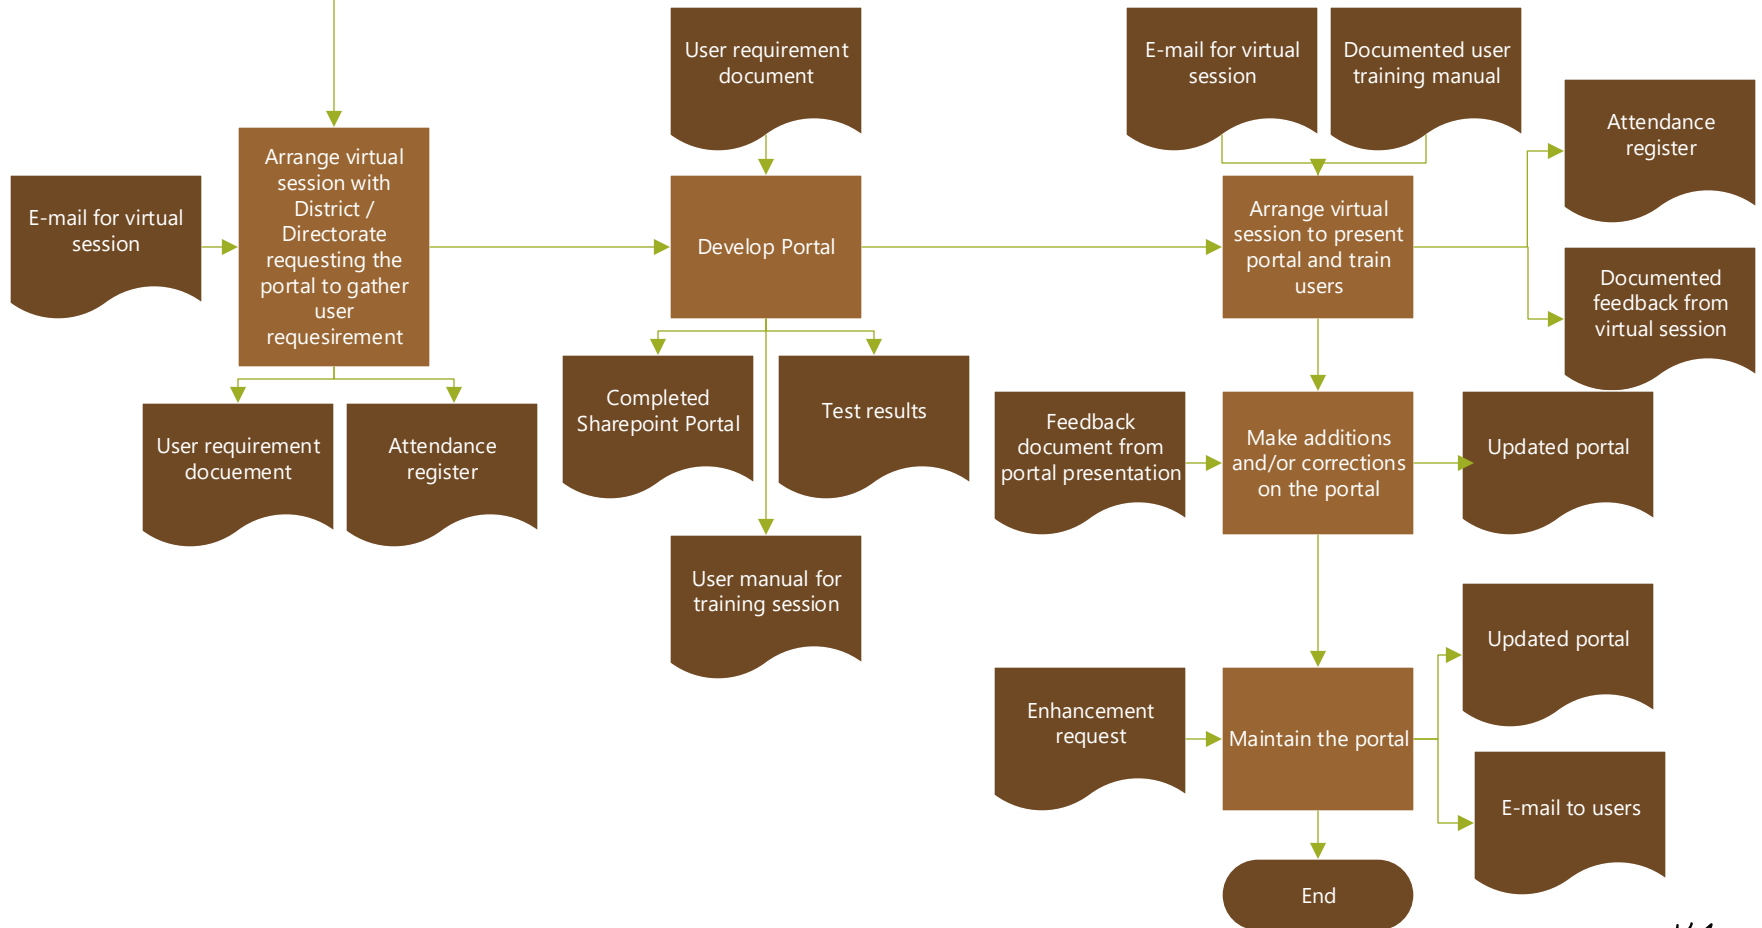 User requirement
document
E-mail for virtual
session
Documented user
training manual
Attendance
register
Arrange virtual
session with
District /
Directorate
requesting the
portal to gather
user
requesirement
E-mail for virtual
session
Develop Portal
Arrange virtual
session to present
portal and train
users
Documented
feedback from
virtual session
User requirement
docuement
Attendance
register
Completed
Sharepoint Portal
Test results
Feedback
document from
portal presentation
Make additions
and/or corrections
on the portal
Updated portal
User manual for
training session
Enhancement
request
Maintain the portal
Updated portal
E-mail to users
End